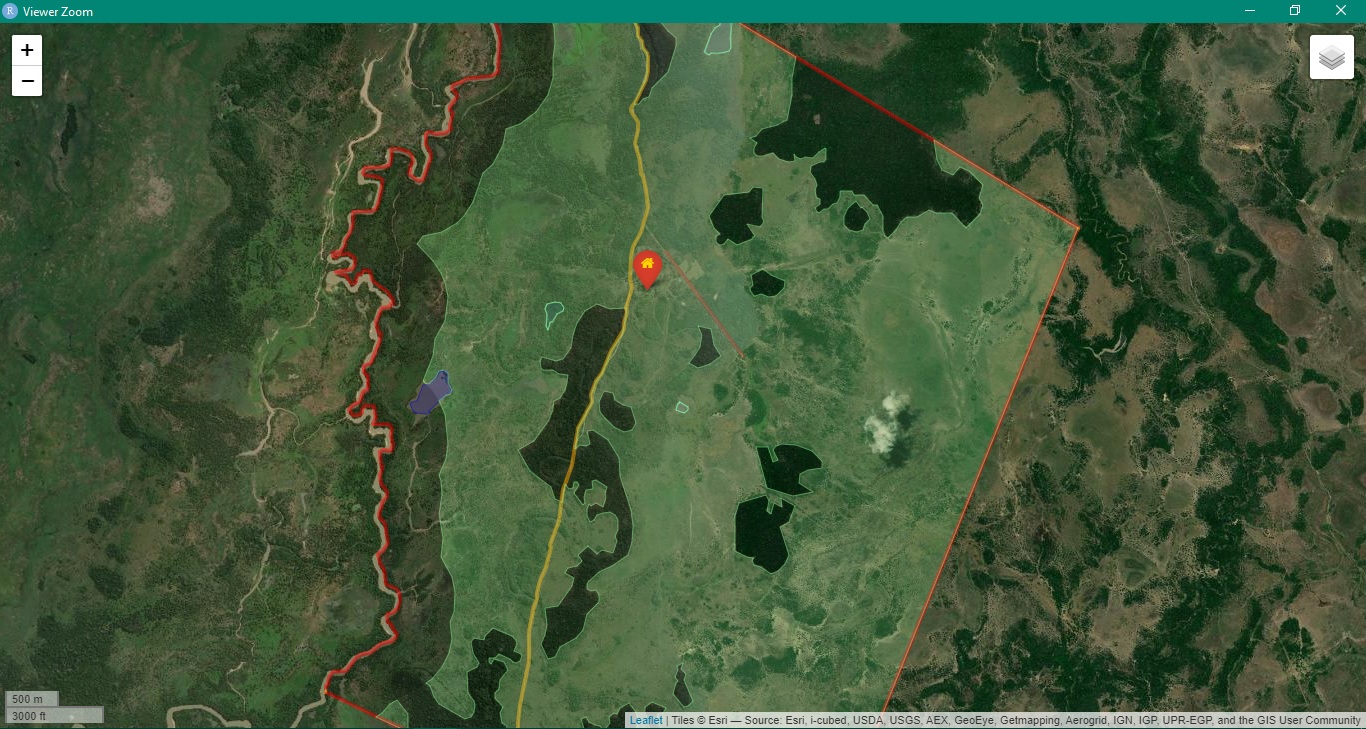 Viewer Zoom
+
−
500 m
3000 ft
Leaflet | Tiles © Esri — Source: Esri, i-cubed, USDA, USGS, AEX, GeoEye, Getmapping, Aerogrid, IGN, IGP, UPR-EGP, and the GIS User Community